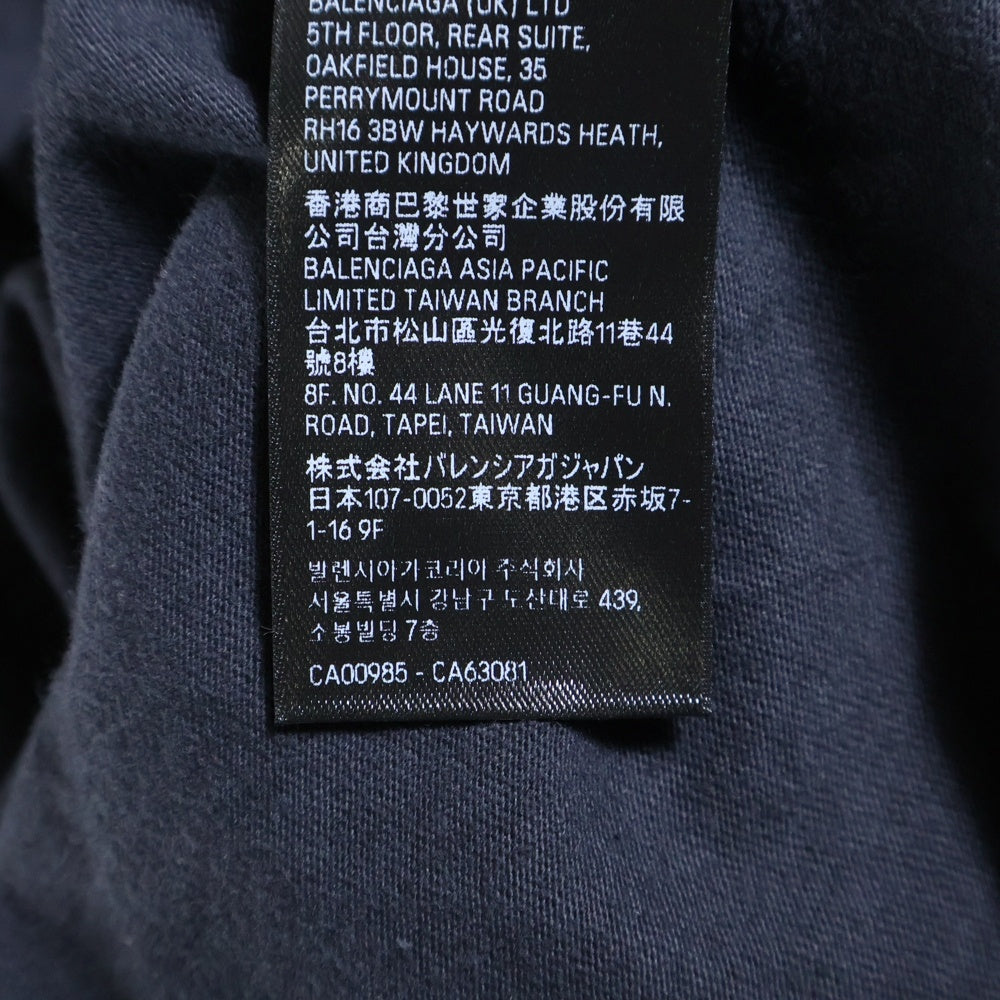 BALENCIAGA (UK) LTD
5TH FLOOR, REAR SUITE,
OAKFIELD HOUSE, 35
PERRYMOUNT ROAD
RH16 3BW HAYWARDS HEATH,
UNITED KINGDOM
香港商巴黎世家企業股份有限
公司台灣分公司
BALENCIAGA ASIA PACIFIC
LIMITED TAIWAN BRANCH
台北市松山區光復北路11巷44
號8樓
8F. NO. 44 LANE 11 GUANG-FU N.
ROAD, TAPEI, TAIWAN
株式会社バレンシアガジャパン
日本107-0052東京都港区赤坂7-
1-16 9F
발렌시아가코리아 주식회사
서울특별시 강남구 도산대로 439,
소봉빌딩 7층
CA00985 - CA63081